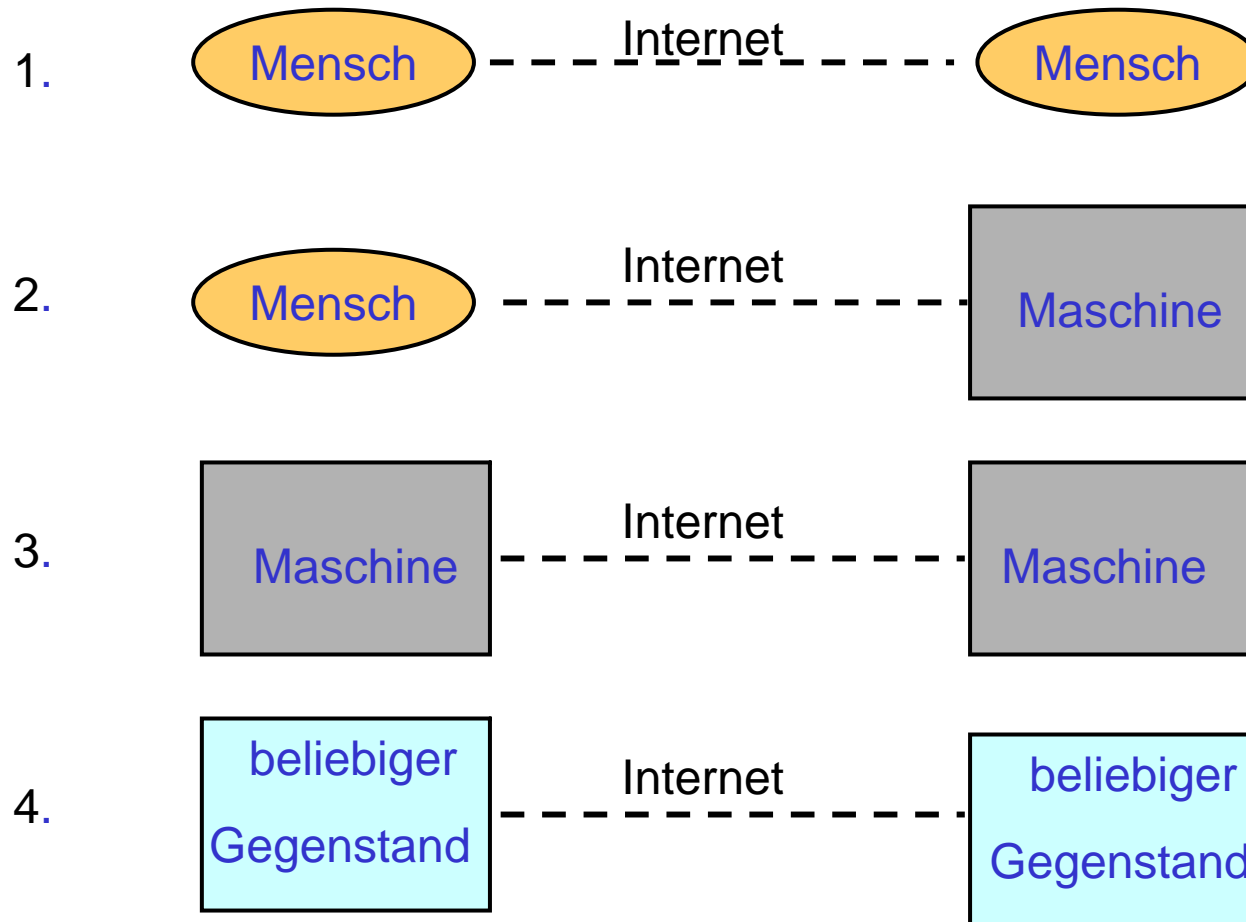 1. Mensch Internet Mensch
2. Mensch Internet Maschine
3. Maschine Internet Maschine
4. beliebiger Gegenstand Internet beliebiger Gegenstand